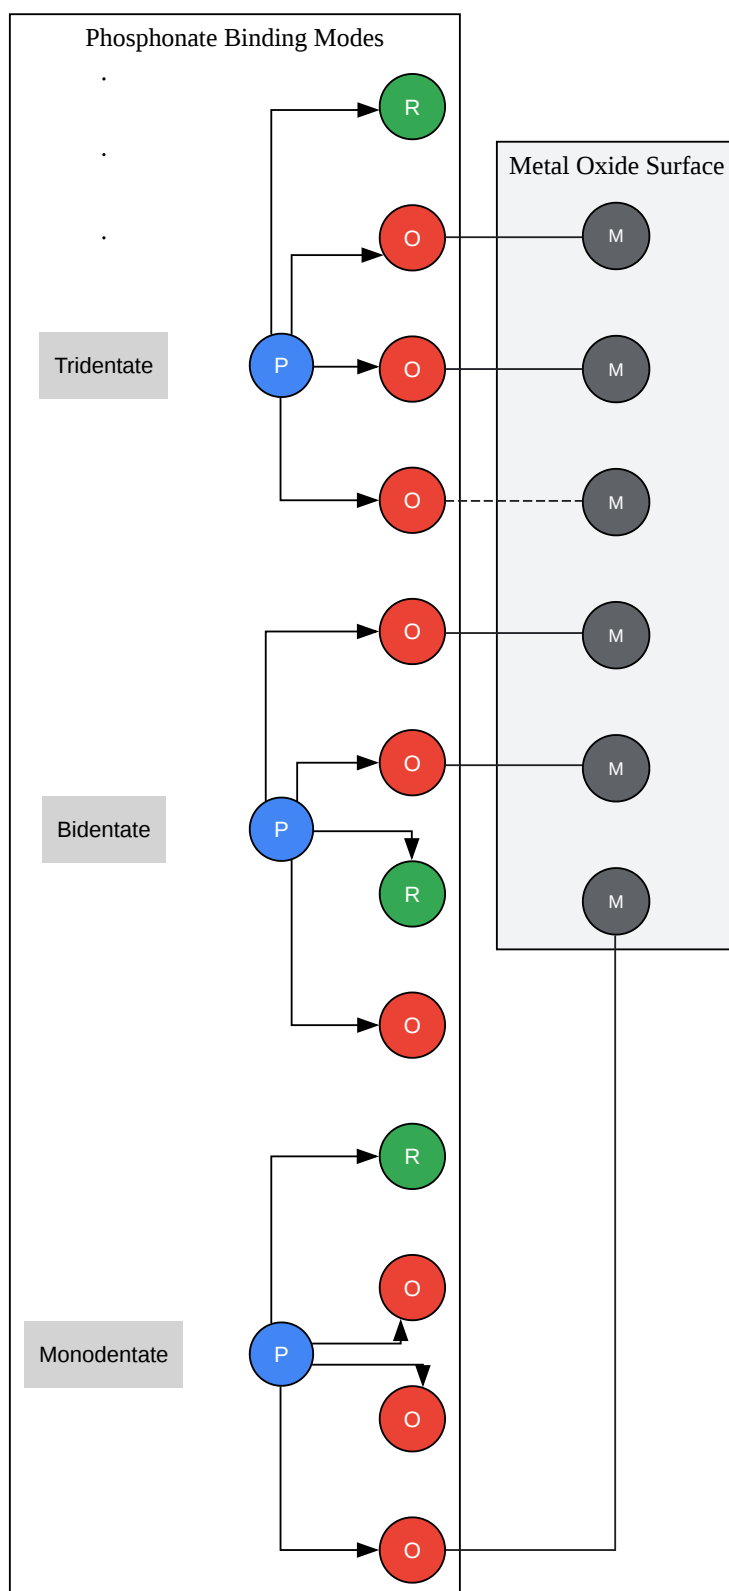 Phosphonate Binding Modes
.
R
.
Metal Oxide Surface
.
O
M
Tridentate
P
O
M
O
M
O
M
O
M
Bidentate
P
R
M
O
R
O
Monodentate
P
O
O